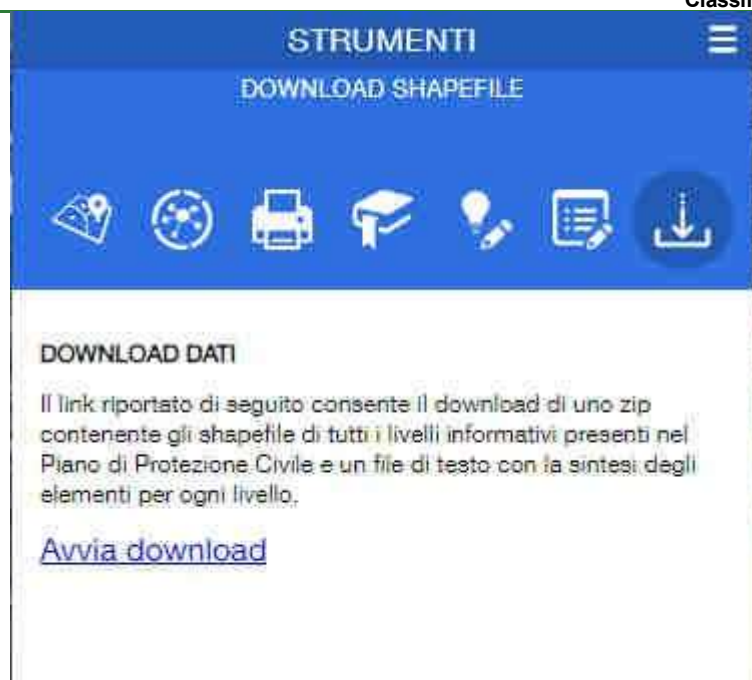 STRUMENTI
DOWNLOAD SHAPEFILE
DOWNLOAD DATI
Il link riportato di seguito consente il download di uno zip
contenente gli shapefile di tutti i livelli informativi presenti nel
Piano di Protezione Civile e un file di testo con la sintesi degli
elementi per ogni livello.
Avvia download